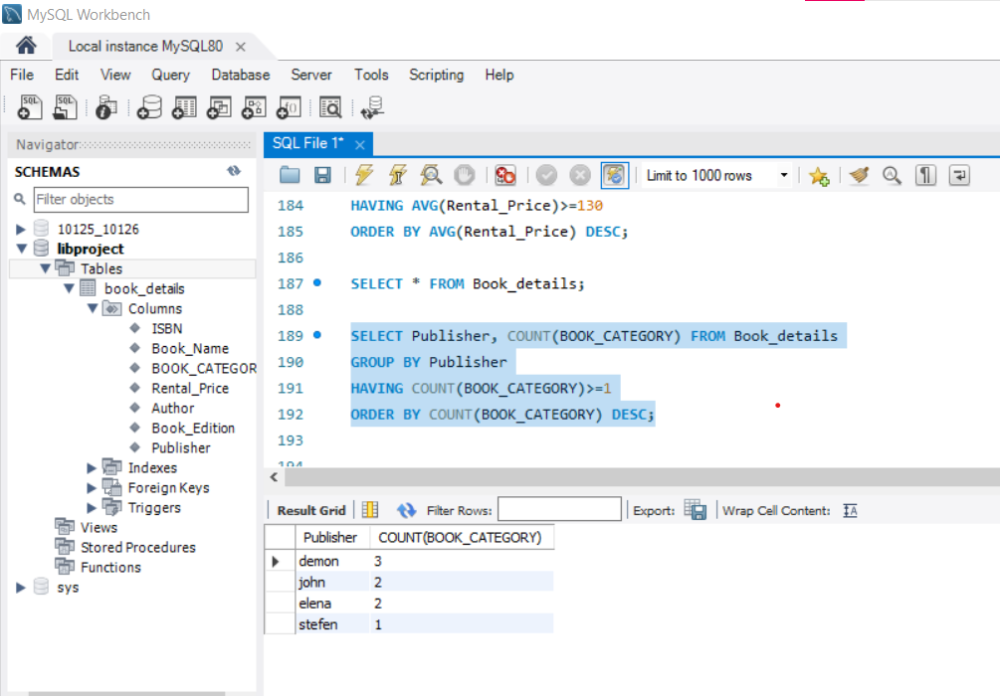 MySQL Workbench
Local instance MySQL80
File Edit View Query Database Server Tools Scripting Help
Navigator
SQL File 1*
SCHEMAS
Filter objects
Limit to 1000 rows
10125_10126
libproject
Tables
book_details
Columns
ISBN
Book_Name
BOOK_CATEGOR
Rental_Price
Author
Book_Edition
Publisher
Indexes
Foreign Keys
Triggers
Views
Stored Procedures
Functions
sys
184 HAVING AVG(Rental_Price)>=130
185 ORDER BY AVG(Rental_Price) DESC;
186
187 SELECT * FROM Book_details;
188
189 SELECT Publisher, COUNT(BOOK_CATEGORY) FROM Book_details
190 GROUP BY Publisher
191 HAVING COUNT(BOOK_CATEGORY)>=1
192 ORDER BY COUNT(BOOK_CATEGORY) DESC;
193
194
Result Grid Filter Rows: Export: Wrap Cell Content:
Publisher COUNT(BOOK_CATEGORY)
demon 3
john 2
elena 2
stefen 1